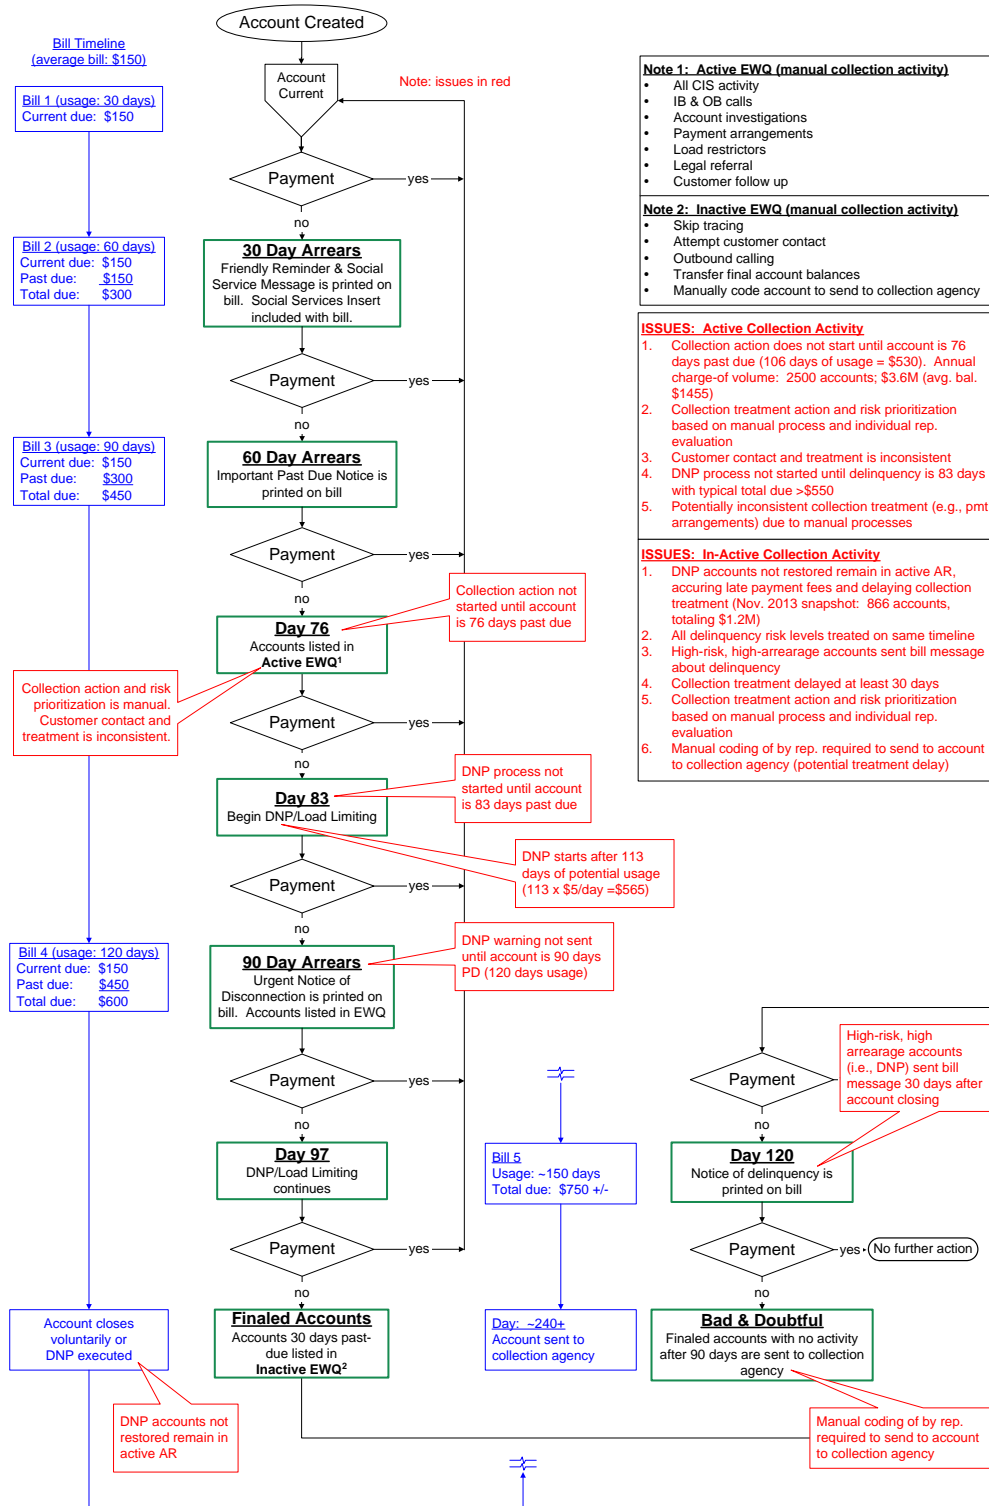 Account Created
Bill Timeline
(average bill: $150)
Bill 1 (usage: 30 days)
Current due:  $150
Account
Current
Note: issues in red
Payment
yes
no
Bill 2 (usage: 60 days)
Current due:  $150
Past due:      $150
Total due:     $300
30 Day Arrears
Friendly Reminder & Social
Service Message is printed on
bill.  Social Services Insert
included with bill.
Payment
yes
no
Bill 3 (usage: 90 days)
Current due:  $150
Past due:      $300
Total due:     $450
60 Day Arrears
Important Past Due Notice is
printed on bill
Payment
yes
no
Collection action not
started until account
is 76 days past due
Day 76
Accounts listed in
Active EWQ¹
Collection action and risk
prioritization is manual.
Customer contact and
treatment is inconsistent.
Payment
yes
no
DNP process not
started until account
is 83 days past due
Day 83
Begin DNP/Load Limiting
DNP starts after 113
days of potential usage
(113 x $5/day =$565)
Payment
yes
no
Bill 4 (usage: 120 days)
Current due:  $150
Past due:      $450
Total due:     $600
DNP warning not sent
until account is 90 days
PD (120 days usage)
90 Day Arrears
Urgent Notice of
Disconnection is printed on
bill.  Accounts listed in EWQ
Payment
yes
no
Day 97
DNP/Load Limiting
continues
Payment
yes
no
Account closes
voluntarily or
DNP executed
Finaled Accounts
Accounts 30 days past-
due listed in
Inactive EWQ²
DNP accounts not
restored remain in
active AR
Bill 5
Usage: ~150 days
Total due:  $750 +/-
Day:  ~240+
Account sent to
collection agency
Note 1:  Active EWQ (manual collection activity)
• All CIS activity
• IB & OB calls
• Account investigations
• Payment arrangements
• Load restrictors
• Legal referral
• Customer follow up
Note 2:  Inactive EWQ (manual collection activity)
• Skip tracing
• Attempt customer contact
• Outbound calling
• Transfer final account balances
• Manually code account to send to collection agency
ISSUES:  Active Collection Activity
1. Collection action does not start until account is 76
days past due (106 days of usage = $530).  Annual
charge-of volume:  2500 accounts; $3.6M (avg. bal.
$1455)
2. Collection treatment action and risk prioritization
based on manual process and individual rep.
evaluation
3. Customer contact and treatment is inconsistent
4. DNP process not started until delinquency is 83 days
with typical total due >$550
5. Potentially inconsistent collection treatment (e.g., pmt
arrangements) due to manual processes
ISSUES:  In-Active Collection Activity
1. DNP accounts not restored remain in active AR,
accuring late payment fees and delaying collection
treatment (Nov. 2013 snapshot:  866 accounts,
totaling $1.2M)
2. All delinquency risk levels treated on same timeline
3. High-risk, high-arrearage accounts sent bill message
about delinquency
4. Collection treatment delayed at least 30 days
5. Collection treatment action and risk prioritization
based on manual process and individual rep.
evaluation
6. Manual coding of by rep. required to send to account
to collection agency (potential treatment delay)
High-risk, high
arrearage accounts
(i.e., DNP) sent bill
message 30 days after
account closing
Payment
no
Day 120
Notice of delinquency is
printed on bill
Payment
yes
No further action
no
Bad & Doubtful
Finaled accounts with no activity
after 90 days are sent to collection
agency
Manual coding of by rep.
required to send to account
to collection agency